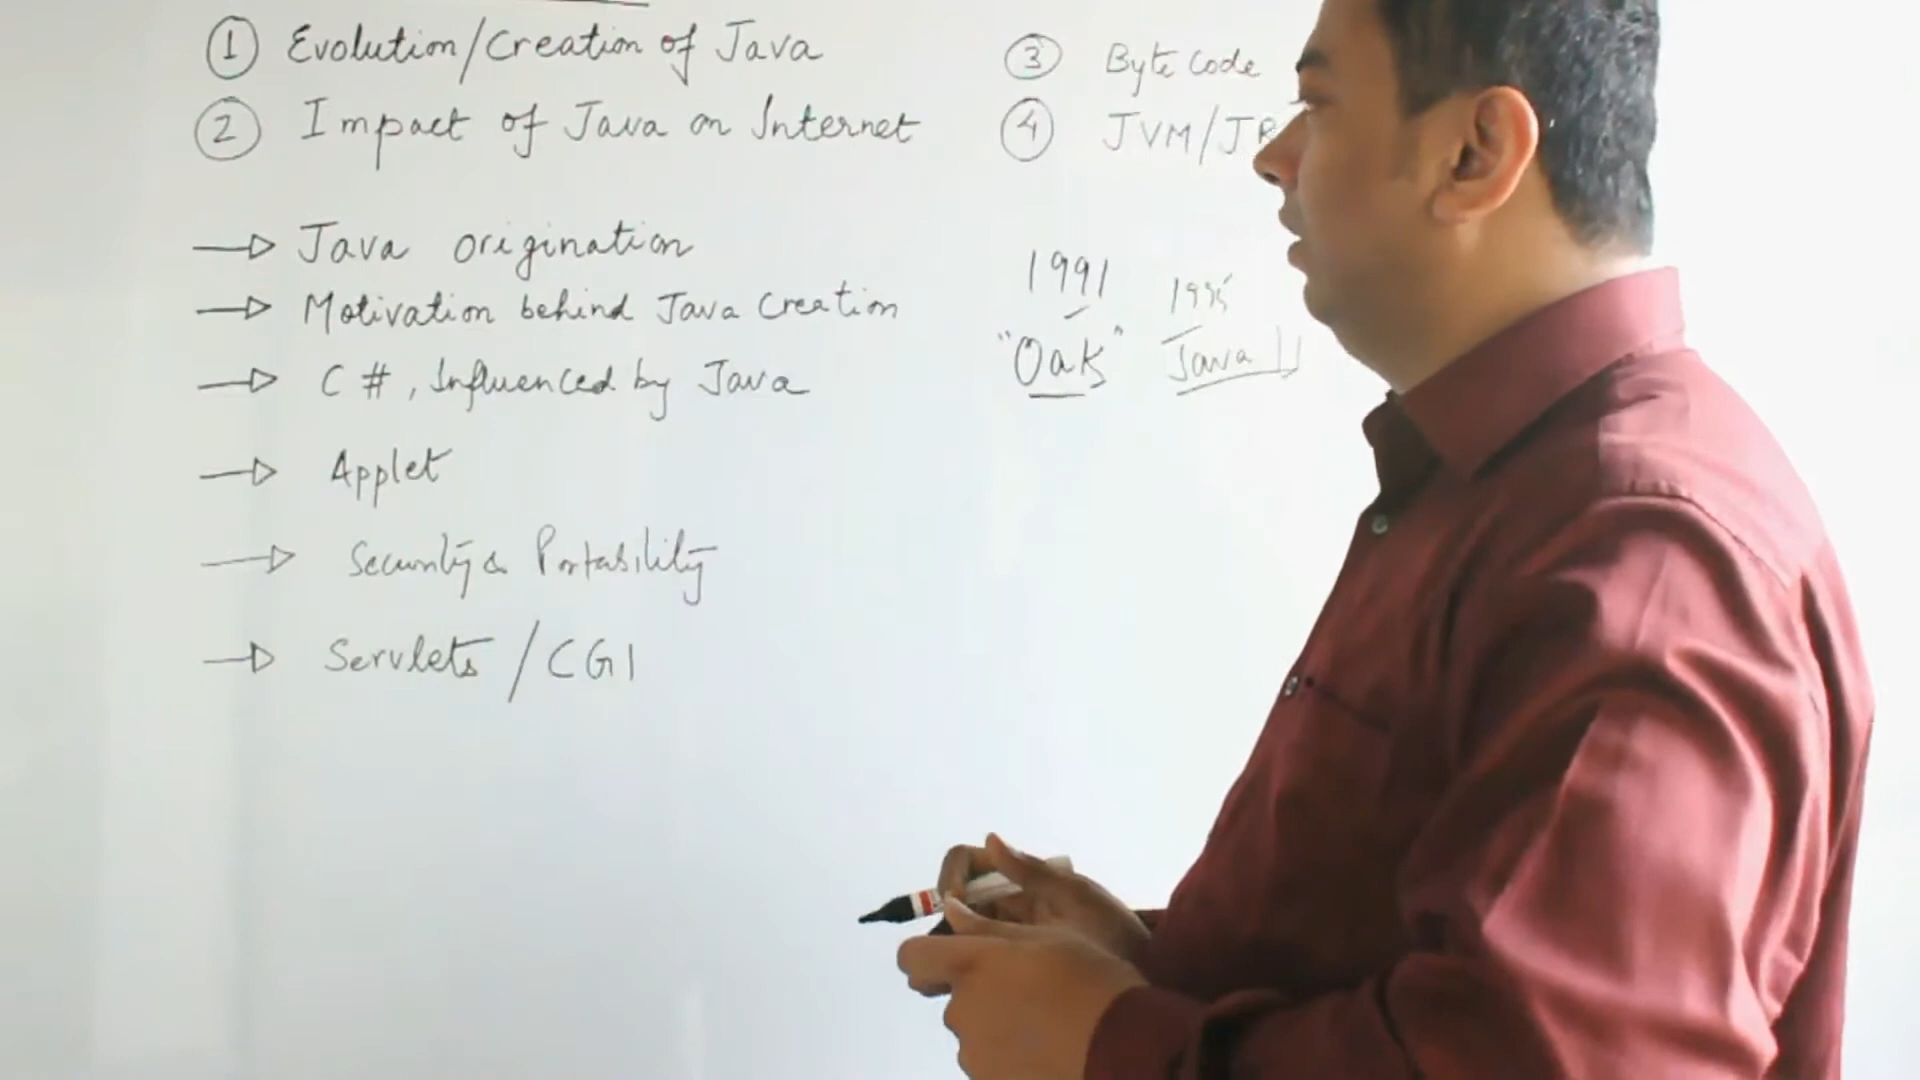 ① Evolution/Creation of Java
② Impact of Java on Internet
③ Byte Code
④ JVM/JR
→ Java origination
→ Motivation behind Java Creation
→ C#, Influenced by Java
→ Applet
→ Security & Portability
→ Servlets / CGI
1991
"Oak"
1995
Java